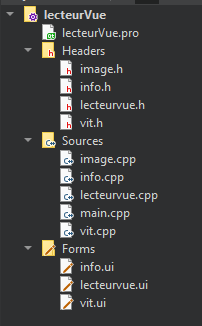 lecteurVue
lecteurVue.pro
Headers
image.h
info.h
lecteurvue.h
vit.h
Sources
image.cpp
info.cpp
lecteurvue.cpp
main.cpp
vit.cpp
Forms
info.ui
lecteurvue.ui
vit.ui